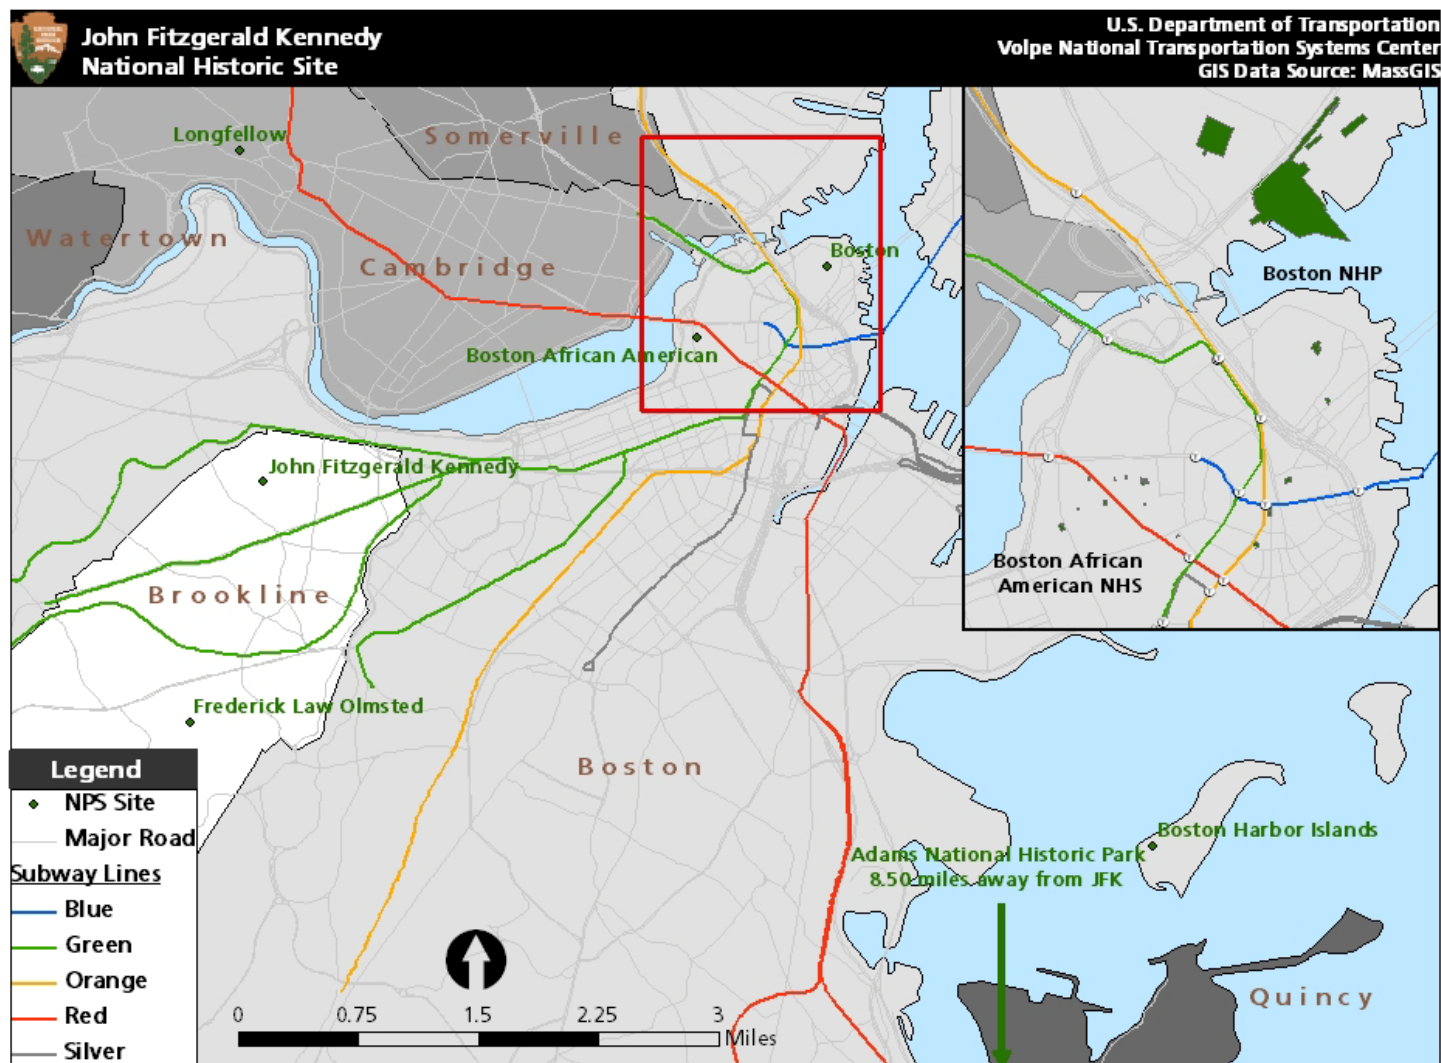 John Fitzgerald Kennedy
National Historic Site
U.S. Department of Transportation
Volpe National Transportation Systems Center
GIS Data Source: MassGIS
Longfellow
Somerville
Watertown
Cambridge
Boston
Boston African American
Boston NHP
Boston African
American NHS
John Fitzgerald Kennedy
Brookline
Frederick Law Olmsted
Boston
Boston Harbor Islands
Adams National Historic Park
8.50 miles away from JFK
Quincy
Legend
NPS Site
Major Road
Subway Lines
Blue
Green
Orange
Red
Silver
0 0.75 1.5 2.25 3
Miles